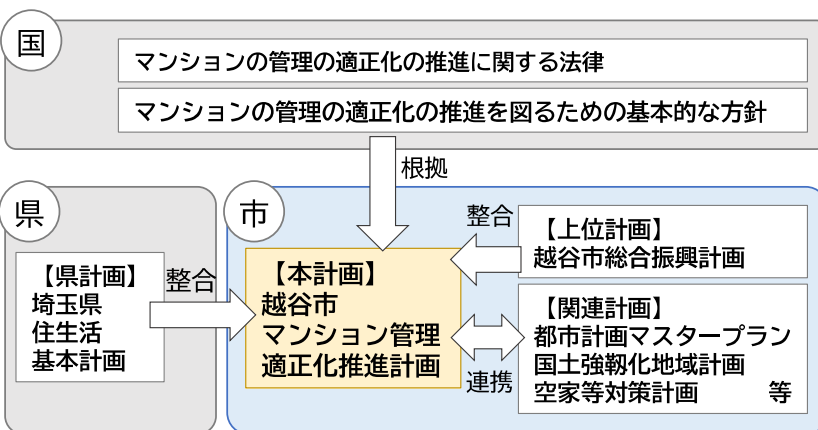 国
マンションの管理の適正化の推進に関する法律
マンションの管理の適正化の推進を図るための基本的な方針
根拠
県
【県計画】
埼玉県
住生活
基本計画
整合
市
【本計画】
越谷市
マンション管理
適正化推進計画
整合
【上位計画】
越谷市総合振興計画
連携
【関連計画】
都市計画マスタープラン
国土強靱化地域計画
空家等対策計画 等